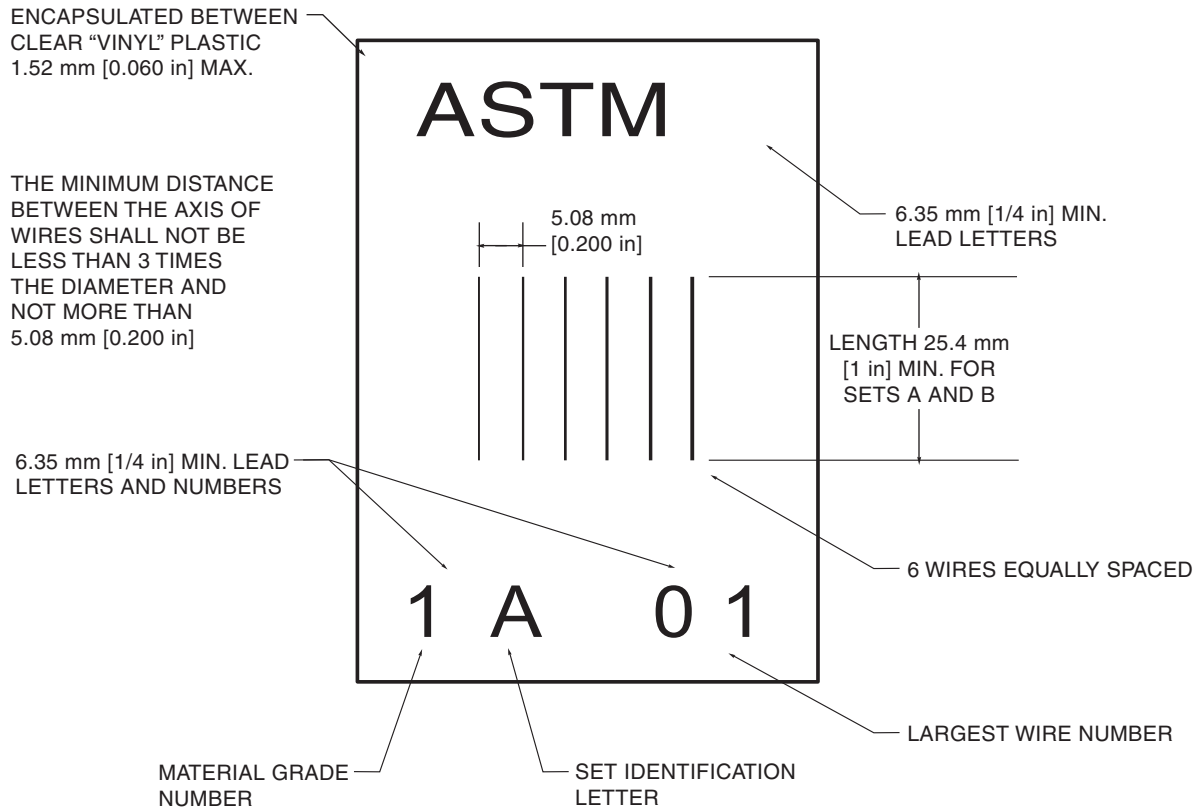 ENCAPSULATED BETWEEN
CLEAR “VINYL” PLASTIC
1.52 mm [0.060 in] MAX.
ASTM
THE MINIMUM DISTANCE
BETWEEN THE AXIS OF
WIRES SHALL NOT BE
LESS THAN 3 TIMES
THE DIAMETER AND
NOT MORE THAN
5.08 mm [0.200 in]
5.08 mm
[0.200 in]
6.35 mm [1/4 in] MIN.
LEAD LETTERS
LENGTH 25.4 mm
[1 in] MIN. FOR
SETS A AND B
6.35 mm [1/4 in] MIN. LEAD
LETTERS AND NUMBERS
6 WIRES EQUALLY SPACED
1 A 0 1
LARGEST WIRE NUMBER
MATERIAL GRADE
NUMBER
SET IDENTIFICATION
LETTER